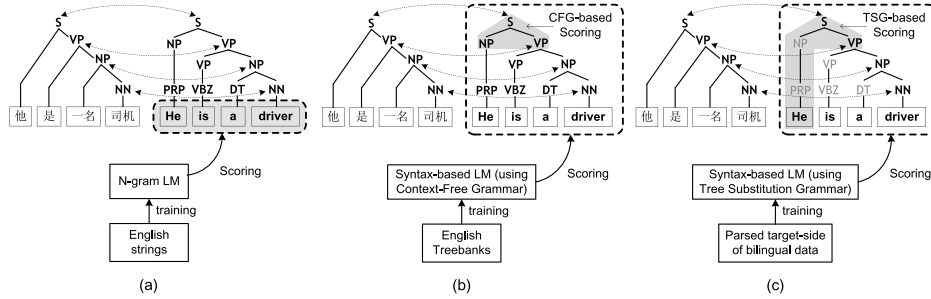 S S
VP NP VP
NP VP NP
NN PRP VBZ DT NN
他 是 一名 司机 He is a driver
Scoring
N-gram LM
training
English
strings
(a)
CFG-based
Scoring
S S
VP NP VP
NP VP NP
NN PRP VBZ DT NN
他 是 一名 司机 He is a driver
Scoring
Syntax-based LM (using
Context-Free Grammar)
training
English
Treebanks
(b)
TSG-based
Scoring
S S
VP NP VP
NP VP NP
NN PRP VBZ DT NN
他 是 一名 司机 He is a driver
Scoring
Syntax-based LM (using
Tree Substitution Grammar)
training
Parsed target-side
of bilingual data
(c)